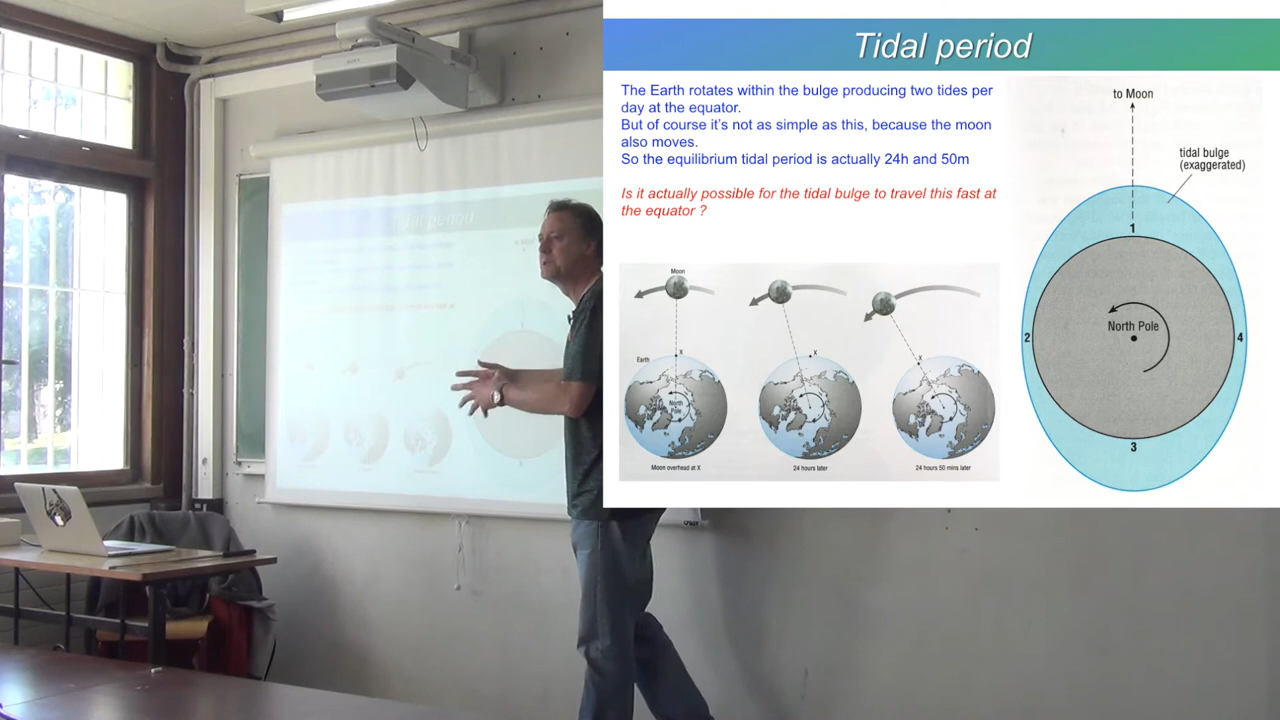 Tidal period
The Earth rotates within the bulge producing two tides per
day at the equator.
But of course it's not as simple as this, because the moon
also moves.
So the equilibrium tidal period is actually 24h and 50m
Is it actually possible for the tidal bulge to travel this fast at
the equator ?
to Moon
tidal bulge
(exaggerated)
1
2
North Pole
4
3
Moon
Earth
X
X
X
North
Pole
Moon overhead at X
24 hours later
24 hours 50 mins later
SONY
Tidal period